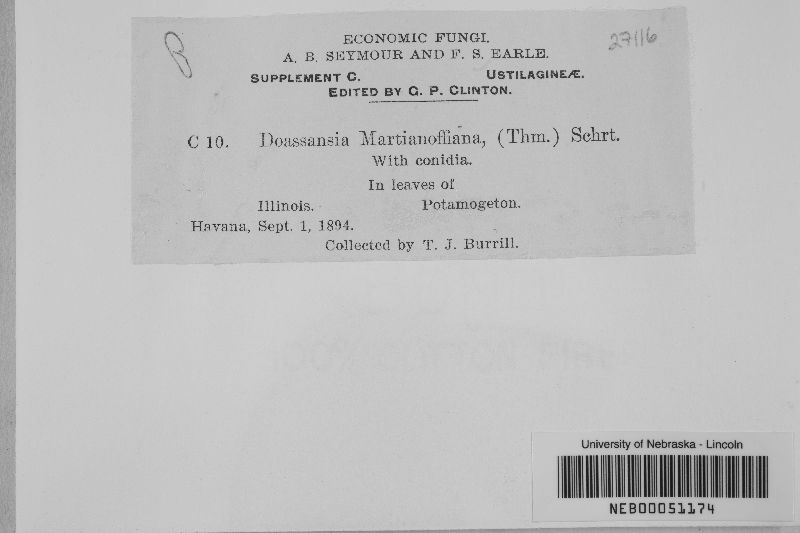 ECONOMIC FUNGI.
27116
A. B. SEYMOUR AND F. S. EARLE.
SUPPLEMENT C. USTILAGINEÆ.
EDITED BY G. P. CLINTON.
C 10. Doassansia Martianoffiana, (Thm.) Schrt.
With conidia.
In leaves of
Illinois. Potamogeton.
Havana, Sept. 1, 1894.
Collected by T. J. Burrill.
University of Nebraska - Lincoln
NEB00051174